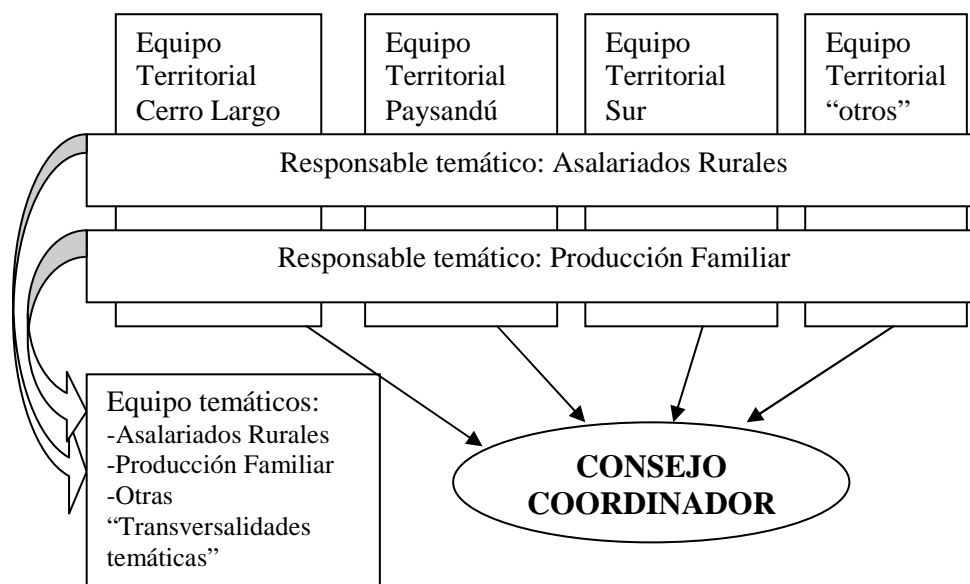 Equipo
Territorial
Cerro Largo
Equipo
Territorial
Paysandú
Equipo
Territorial
Sur
Equipo
Territorial
“otros”
Responsable temático: Asalariados Rurales
Responsable temático: Producción Familiar
Equipo temáticos:
-Asalariados Rurales
-Producción Familiar
-Otras
“Transversalidades
temáticas”
CONSEJO
COORDINADOR